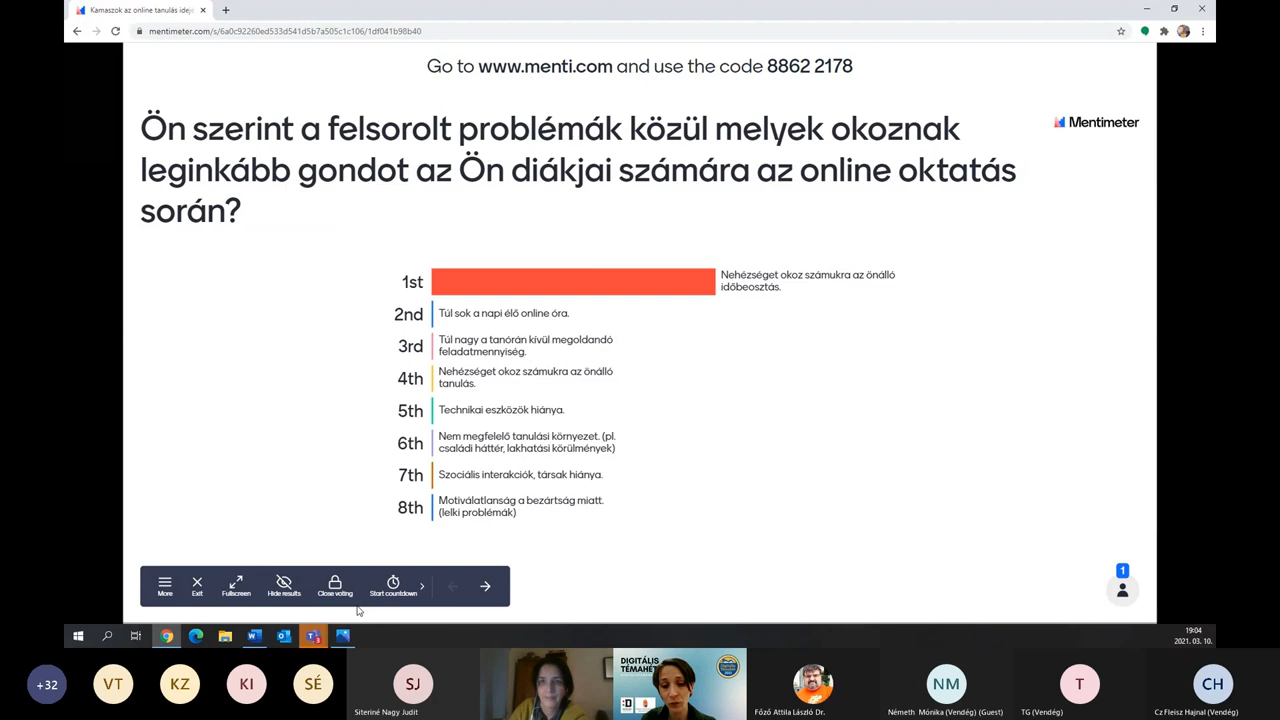 Kamaszok az online tanulás idej
mentimeter.com/s/6a0c92260ed533d541d5b7a505c1c106/1df041b98b40
Go to www.menti.com and use the code 8862 2178
Ön szerint a felsorolt problémák közül melyek okoznak
leginkább gondot az Ön diákjai számára az online oktatás
során?
Mentimeter
1st
Nehézséget okoz számukra az önálló
időbeosztás.
2nd
Túl sok a napi élő online óra.
3rd
Túl nagy a tanórán kívül megoldandó
feladatmennyiség.
4th
Nehézséget okoz számukra az önálló
tanulás.
5th
Technikai eszközök hiánya.
6th
Nem megfelelő tanulási környezet. (pl.
családi háttér, lakhatási körülmények)
7th
Szociális interakciók, társak hiánya.
8th
Motiválatlanság a bezártság miatt.
(lelki problémák)
More
Exit
Fullscreen
Hide results
Close voting
Start countdown
1
19:04
2021. 03. 10.
+32
VT
KZ
KI
SÉ
SJ
Siteriné Nagy Judit
DIGITÁLIS
TÉMAHÉT
:D
Főző Attila László Dr.
NM
Németh Mónika (Vendég) (Guest)
T
TG (Vendég)
CH
Cz Fleisz Hajnal (Vendég)